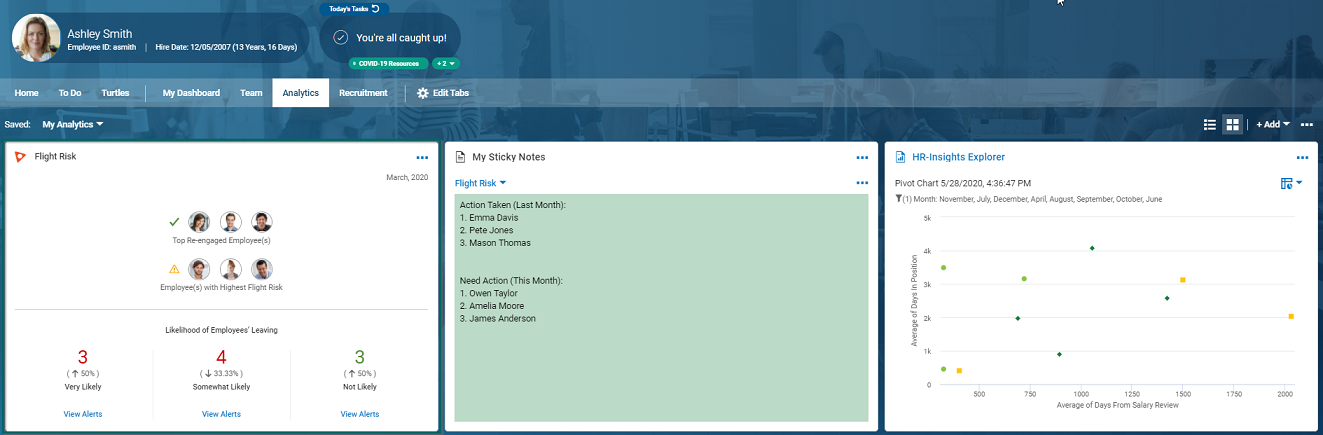 Today's Tasks
Ashley Smith
Employee ID: asmith | Hire Date: 12/05/2007 (13 Years, 16 Days)
You're all caught up!
COVID-19 Resources +2
Home To Do Turtles My Dashboard Team Analytics Recruitment Edit Tabs
Saved: My Analytics
+ Add
Flight Risk
March, 2020
Top Re-engaged Employee(s)
Employee(s) with Highest Flight Risk
Likelihood of Employees' Leaving
3 4 3
(↑ 50%) (↓ 33.33%) (↑ 50%)
Very Likely Somewhat Likely Not Likely
View Alerts View Alerts View Alerts
My Sticky Notes
Flight Risk
Action Taken (Last Month):
1. Emma Davis
2. Pete Jones
3. Mason Thomas
Need Action (This Month):
1. Owen Taylor
2. Amelia Moore
3. James Anderson
HR-Insights Explorer
Pivot Chart 5/28/2020, 4:36:47 PM
(1) Month: November, July, December, April, August, September, October, June
Average of Days In Position
5k
4k
3k
2k
1k
0
500 750 1000 1250 1500 1750 2000
Average of Days From Salary Review